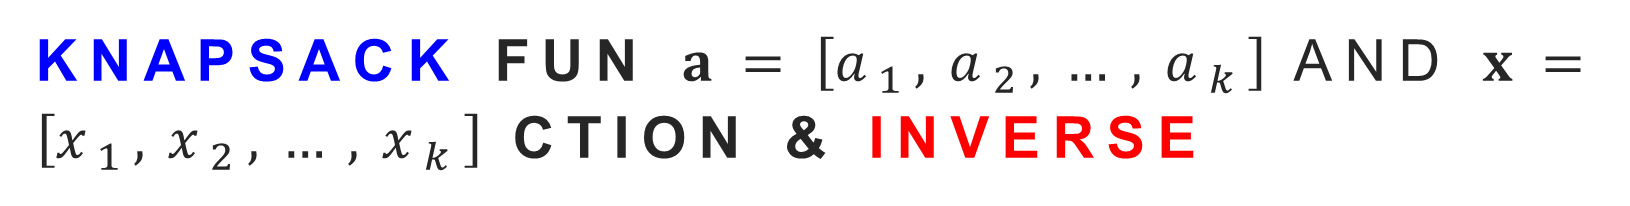 KNAPSACK FUN a = [a₁, a₂, … , aₖ] AND x =
[x₁, x₂, … , xₖ] CTION & INVERSE